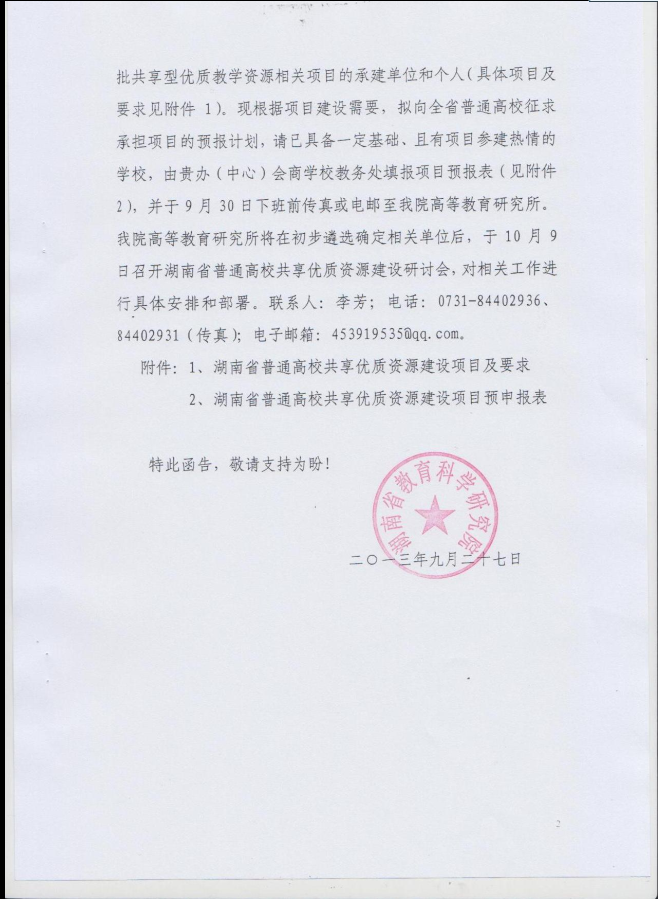 批共享型优质教学资源相关项目的承建单位和个人(具体项目及
要求见附件 1)。现根据项目建设需要，拟向全省普通高校征求
承担项目的预报计划，请已具备一定基础、且有项目参建热情的
学校，由贵办(中心)会商学校教务处填报项目预报表(见附件
2)，并于 9 月 30 日下班前传真或电邮至我院高等教育研究所。
我院高等教育研究所将在初步遴选确定相关单位后，于 10 月 9
日召开湖南省普通高校共享优质资源建设研讨会，对相关工作进
行具体安排和部署。联系人：李芳；电话：0731-84402936、
84402931(传真)；电子邮箱：453919535@qq.com。
附件：1、湖南省普通高校共享优质资源建设项目及要求
2、湖南省普通高校共享优质资源建设项目预申报表
特此函告，敬请支持为盼！
湖南省教育科学研究院
二〇一三年九月二十七日
2